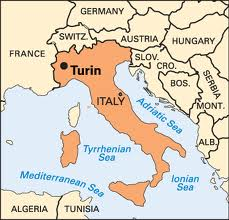 GERMANY
SWITZ.
AUSTRIA
HUNGARY
FRANCE
SLOV.
CRO.
Turin
BOS.
SERBIA
ITALY
Adriatic Sea
MONT.
ALB.
Tyrrhenian
Sea
Mediterranean Sea
Ionian
Sea
ALGERIA
TUNISIA